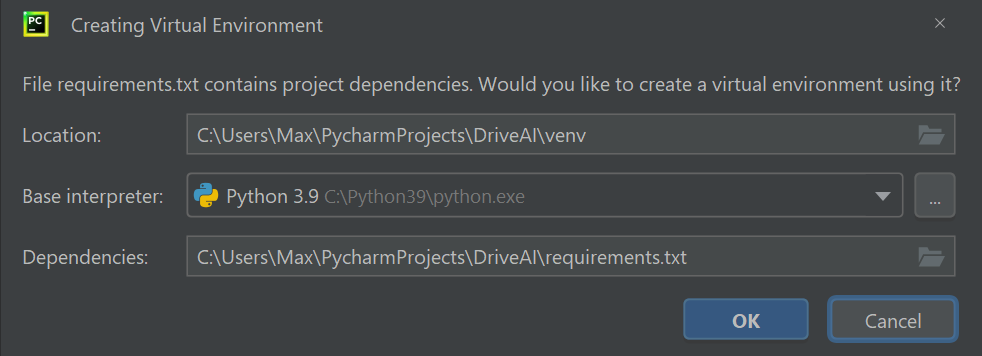 PC
Creating Virtual Environment
File requirements.txt contains project dependencies. Would you like to create a virtual environment using it?
Location: C:\Users\Max\PycharmProjects\DriveAI\venv
Base interpreter: Python 3.9 C:\Python39\python.exe ...
Dependencies: C:\Users\Max\PycharmProjects\DriveAI\requirements.txt
OK Cancel